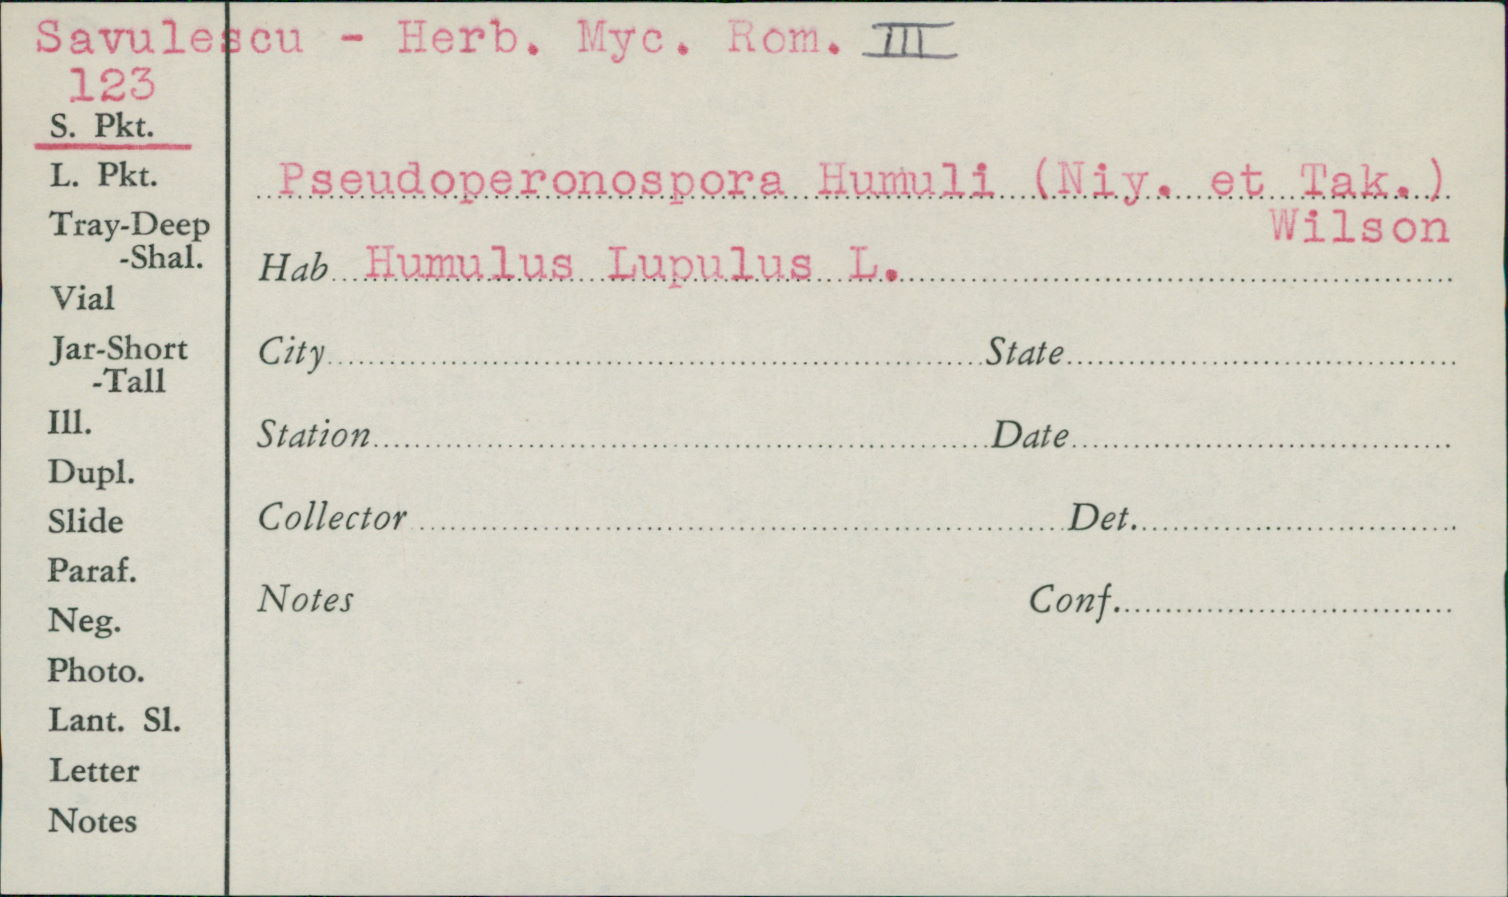 Savulescu - Herb. Myc. Rom. III
123
S. Pkt.
L. Pkt.
Tray-Deep
-Shal.
Vial
Jar-Short
-Tall
Ill.
Dupl.
Slide
Paraf.
Neg.
Photo.
Lant. Sl.
Letter
Notes
Pseudoperonospora Humuli (Niy. et Tak.)
Wilson
Hab Humulus Lupulus L.
City State
Station Date
Collector Det.
Notes Conf.